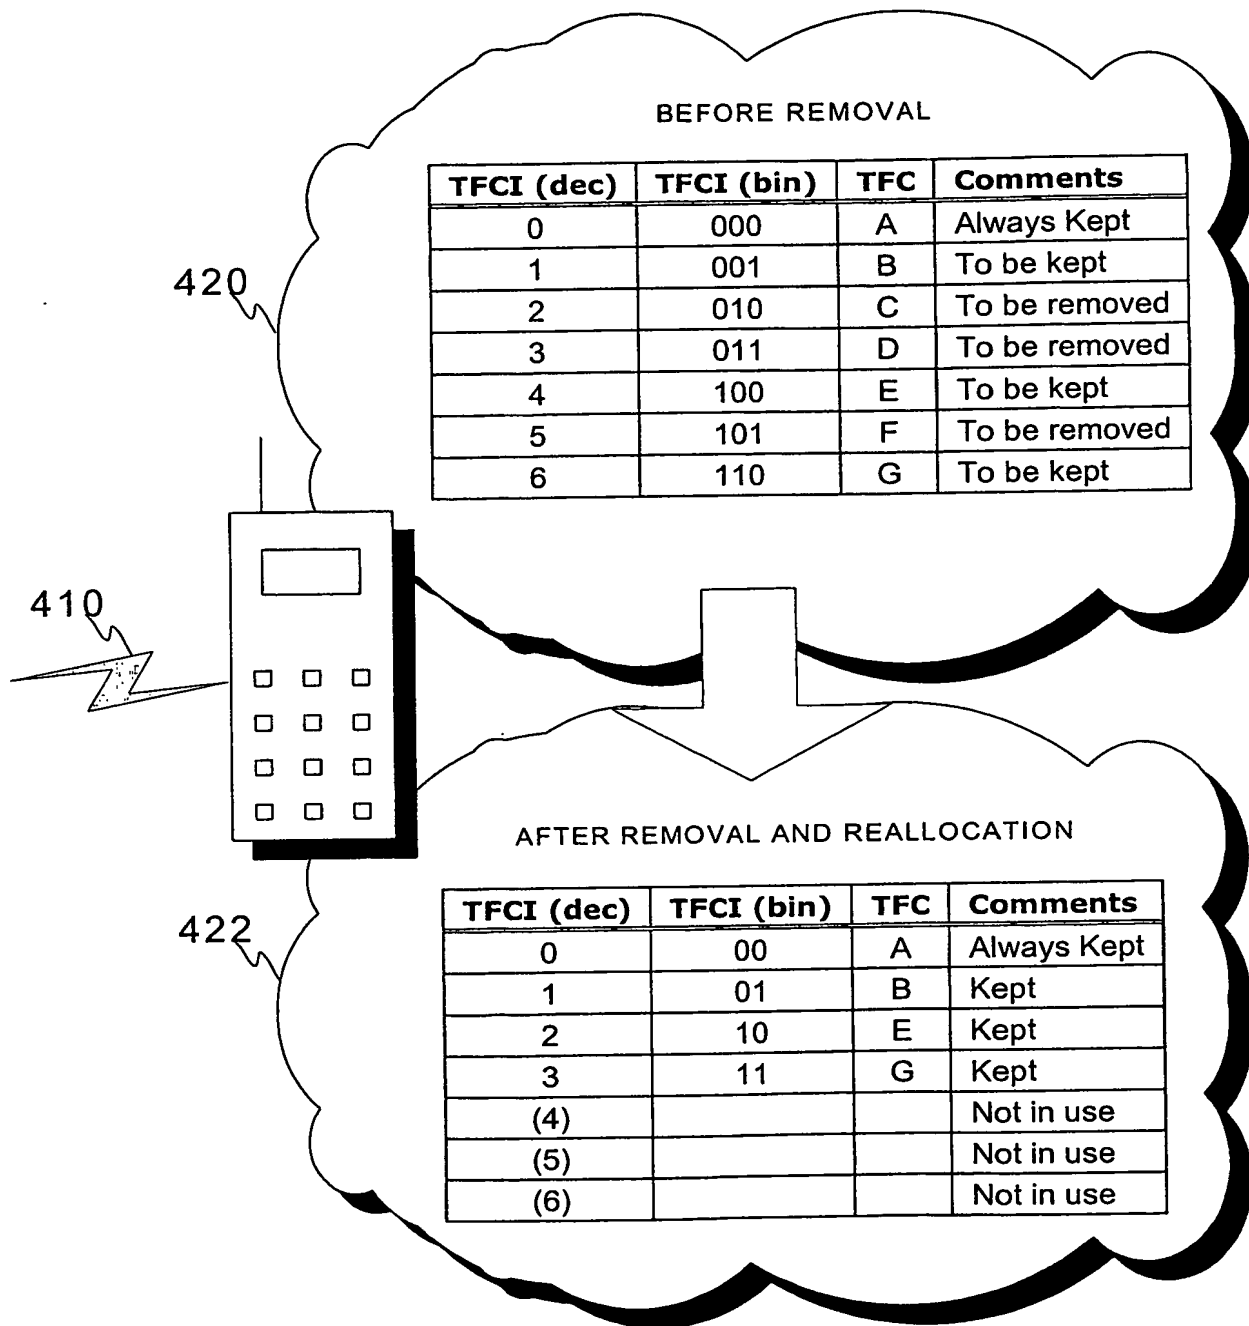 BEFORE REMOVAL
TFCI (dec) TFCI (bin) TFC Comments
0 000 A Always Kept
1 001 B To be kept
2 010 C To be removed
3 011 D To be removed
4 100 E To be kept
5 101 F To be removed
6 110 G To be kept
420
410
AFTER REMOVAL AND REALLOCATION
TFCI (dec) TFCI (bin) TFC Comments
0 00 A Always Kept
1 01 B Kept
2 10 E Kept
3 11 G Kept
(4) Not in use
(5) Not in use
(6) Not in use
422